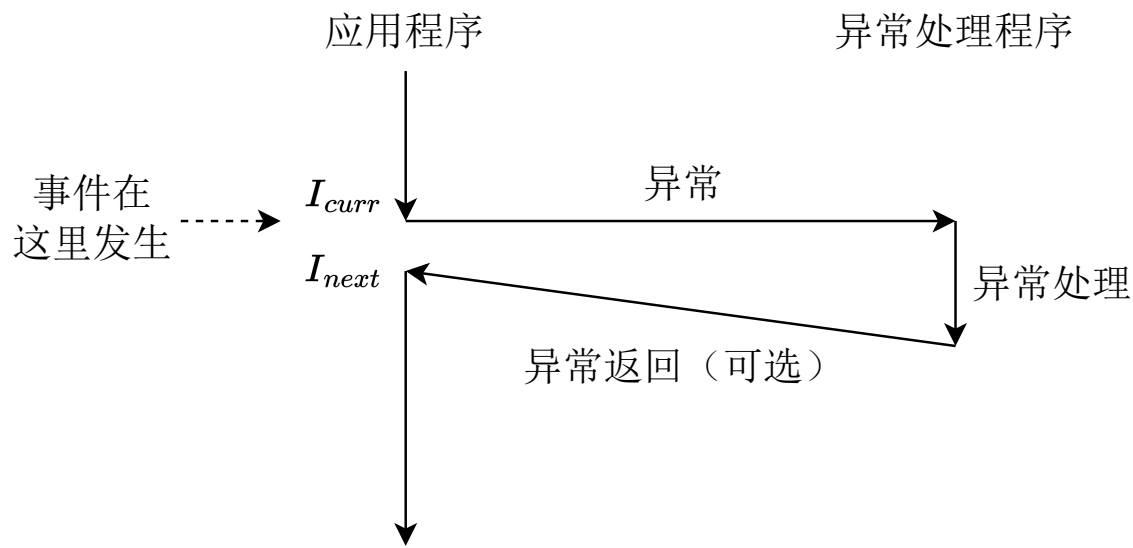 应用程序
异常处理程序
事件在
这里发生
I_curr
异常
I_next
异常处理
异常返回（可选）